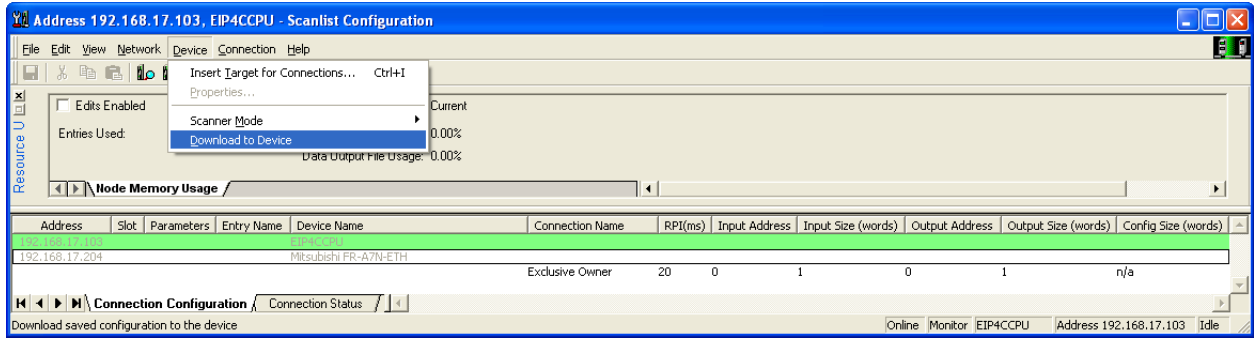 Address 192.168.17.103, EIP4CCPU - Scanlist Configuration
File Edit View Network Device Connection Help
Insert Target for Connections... Ctrl+I
Properties...
Scanner Mode
Download to Device
Edits Enabled Current
Entries Used: 0.00%
Data Output File Usage: 0.00%
Resource U
Node Memory Usage
Address Slot Parameters Entry Name Device Name Connection Name RPI(ms) Input Address Input Size (words) Output Address Output Size (words) Config Size (words)
192.168.17.103 EIP4CCPU
192.168.17.204 Mitsubishi FR-A7N-ETH
Exclusive Owner 20 0 1 0 1 n/a
Connection Configuration Connection Status
Download saved configuration to the device Online Monitor EIP4CCPU Address 192.168.17.103 Idle